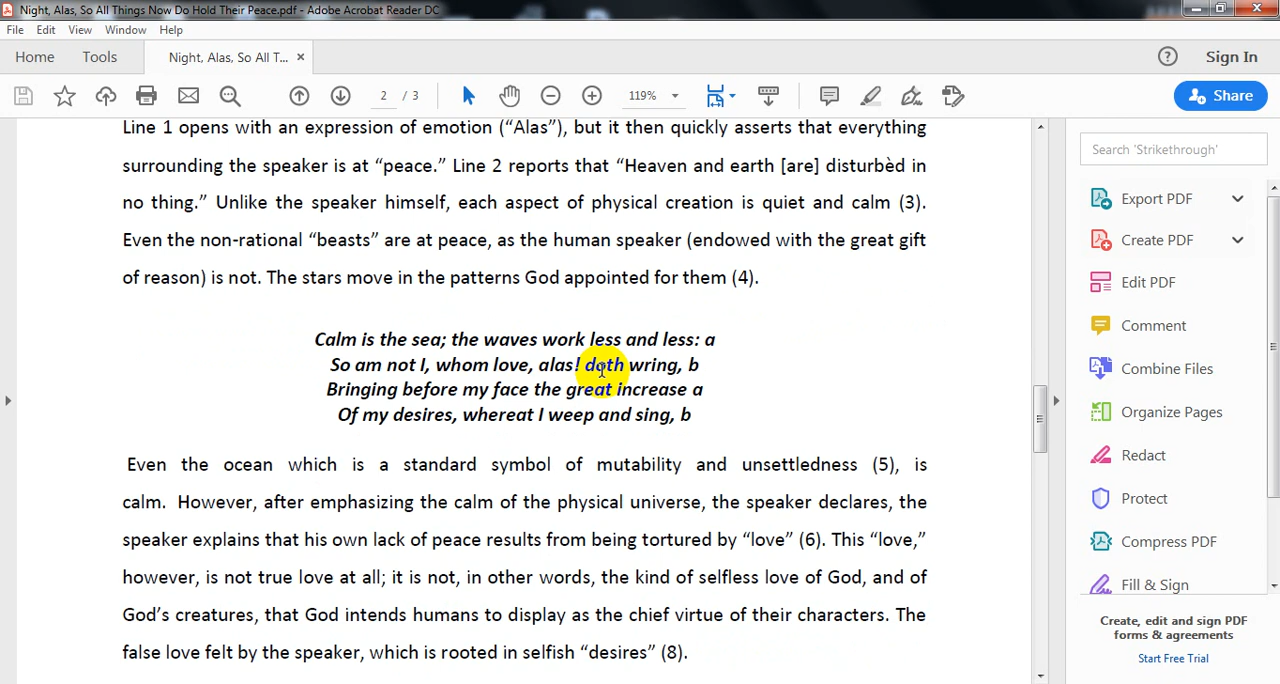 Night, Alas, So All Things Now Do Hold Their Peace.pdf - Adobe Acrobat Reader DC
File Edit View Window Help
Home Tools Night, Alas, So All T... × ? Sign In
2 / 3 119% Share
Line 1 opens with an expression of emotion (“Alas”), but it then quickly asserts that everything
surrounding the speaker is at “peace.” Line 2 reports that “Heaven and earth [are] disturbèd in
no thing.” Unlike the speaker himself, each aspect of physical creation is quiet and calm (3).
Even the non-rational “beasts” are at peace, as the human speaker (endowed with the great gift
of reason) is not. The stars move in the patterns God appointed for them (4).
Calm is the sea; the waves work less and less: a
So am not I, whom love, alas! doth wring, b
Bringing before my face the great increase a
Of my desires, whereat I weep and sing, b
Even the ocean which is a standard symbol of mutability and unsettledness (5), is
calm. However, after emphasizing the calm of the physical universe, the speaker declares, the
speaker explains that his own lack of peace results from being tortured by “love” (6). This “love,”
however, is not true love at all; it is not, in other words, the kind of selfless love of God, and of
God’s creatures, that God intends humans to display as the chief virtue of their characters. The
false love felt by the speaker, which is rooted in selfish “desires” (8).
Search 'Strikethrough'
Export PDF
Create PDF
Edit PDF
Comment
Combine Files
Organize Pages
Redact
Protect
Compress PDF
Fill & Sign
Create, edit and sign PDF
forms & agreements
Start Free Trial